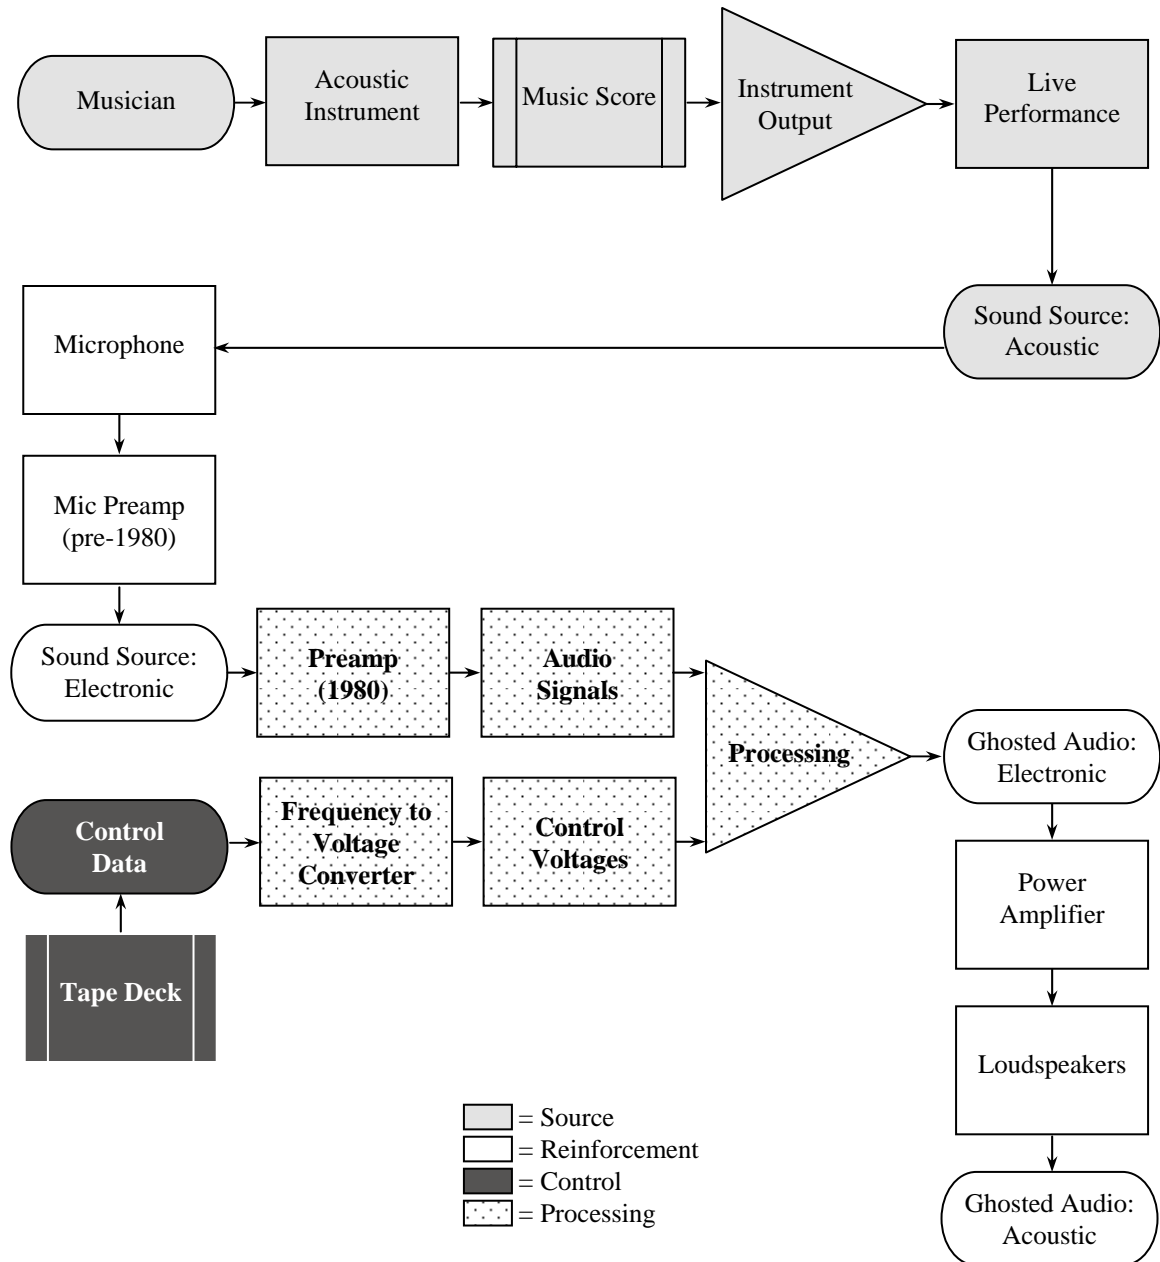 Musician
Acoustic
Instrument
Music Score
Instrument
Output
Live
Performance
Sound Source:
Acoustic
Microphone
Mic Preamp
(pre-1980)
Sound Source:
Electronic
Preamp
(1980)
Audio
Signals
Processing
Ghosted Audio:
Electronic
Control
Data
Frequency to
Voltage
Converter
Control
Voltages
Power
Amplifier
Tape Deck
Loudspeakers
= Source
= Reinforcement
= Control
= Processing
Ghosted Audio:
Acoustic